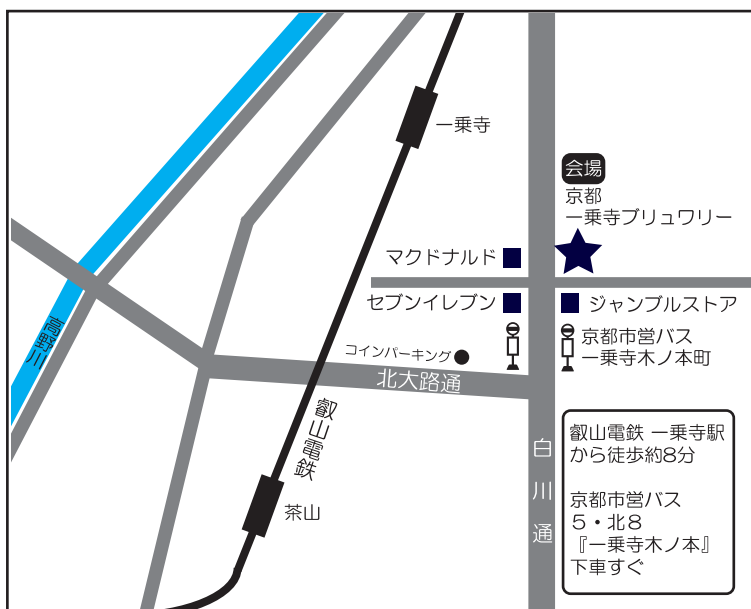 一乗寺
会場
京都
一乗寺ブリュワリー
マクドナルド
セブンイレブン
ジャンブルストア
高野川
コインパーキング
京都市営バス
一乗寺木ノ本町
北大路通
叡山電鉄
茶山
白川通
叡山電鉄 一乗寺駅
から徒歩約8分
京都市営バス
５・北８
『一乗寺木ノ本』
下車すぐ